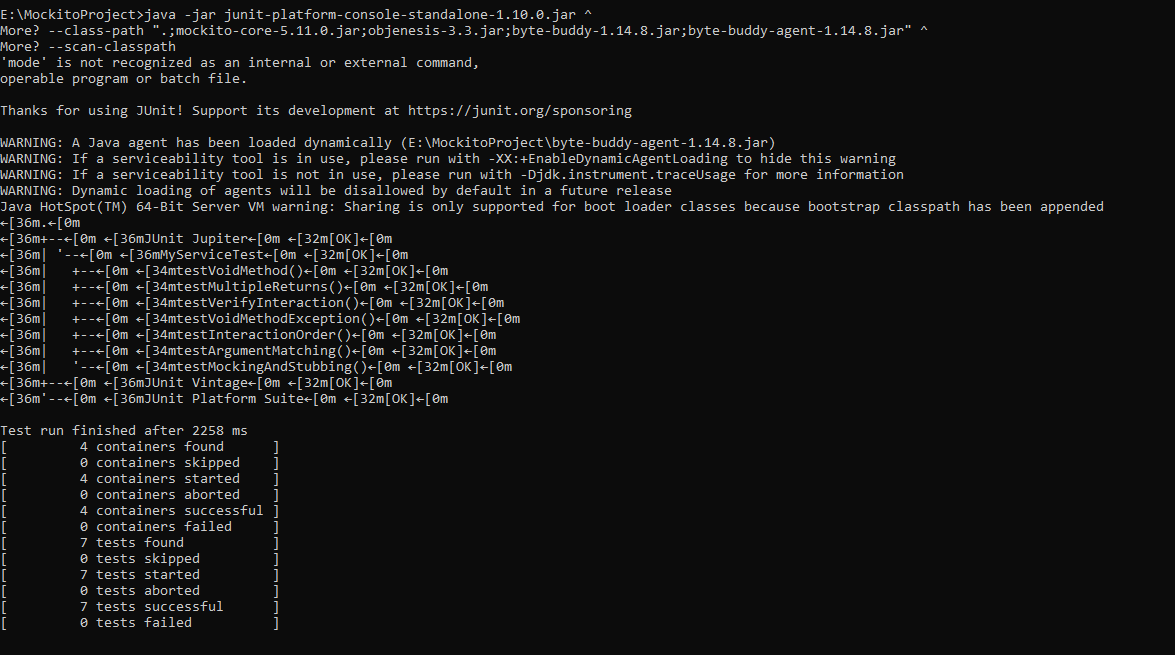 E:\MockitoProject>java -jar junit-platform-console-standalone-1.10.0.jar ^
More? --class-path ".;mockito-core-5.11.0.jar;objenesis-3.3.jar;byte-buddy-1.14.8.jar;byte-buddy-agent-1.14.8.jar" ^
More? --scan-classpath
'mode' is not recognized as an internal or external command,
operable program or batch file.
Thanks for using JUnit! Support its development at https://junit.org/sponsoring
WARNING: A Java agent has been loaded dynamically (E:\MockitoProject\byte-buddy-agent-1.14.8.jar)
WARNING: If a serviceability tool is in use, please run with -XX:+EnableDynamicAgentLoading to hide this warning
WARNING: If a serviceability tool is not in use, please run with -Djdk.instrument.traceUsage for more information
WARNING: Dynamic loading of agents will be disallowed by default in a future release
Java HotSpot(TM) 64-Bit Server VM warning: Sharing is only supported for boot loader classes because bootstrap classpath has been appended
←[36m.←[0m
←[36m+--←[0m ←[36mJUnit Jupiter←[0m ←[32m[OK]←[0m
←[36m| '--←[0m ←[36mMyServiceTest←[0m ←[32m[OK]←[0m
←[36m|   +--←[0m ←[34mtestVoidMethod()←[0m ←[32m[OK]←[0m
←[36m|   +--←[0m ←[34mtestMultipleReturns()←[0m ←[32m[OK]←[0m
←[36m|   +--←[0m ←[34mtestVerifyInteraction()←[0m ←[32m[OK]←[0m
←[36m|   +--←[0m ←[34mtestVoidMethodException()←[0m ←[32m[OK]←[0m
←[36m|   +--←[0m ←[34mtestInteractionOrder()←[0m ←[32m[OK]←[0m
←[36m|   +--←[0m ←[34mtestArgumentMatching()←[0m ←[32m[OK]←[0m
←[36m|   '--←[0m ←[34mtestMockingAndStubbing()←[0m ←[32m[OK]←[0m
←[36m+--←[0m ←[36mJUnit Vintage←[0m ←[32m[OK]←[0m
←[36m'--←[0m ←[36mJUnit Platform Suite←[0m ←[32m[OK]←[0m
Test run finished after 2258 ms
[         4 containers found      ]
[         0 containers skipped    ]
[         4 containers started    ]
[         0 containers aborted    ]
[         4 containers successful ]
[         0 containers failed     ]
[         7 tests found           ]
[         0 tests skipped         ]
[         7 tests started         ]
[         0 tests aborted         ]
[         7 tests successful      ]
[         0 tests failed          ]